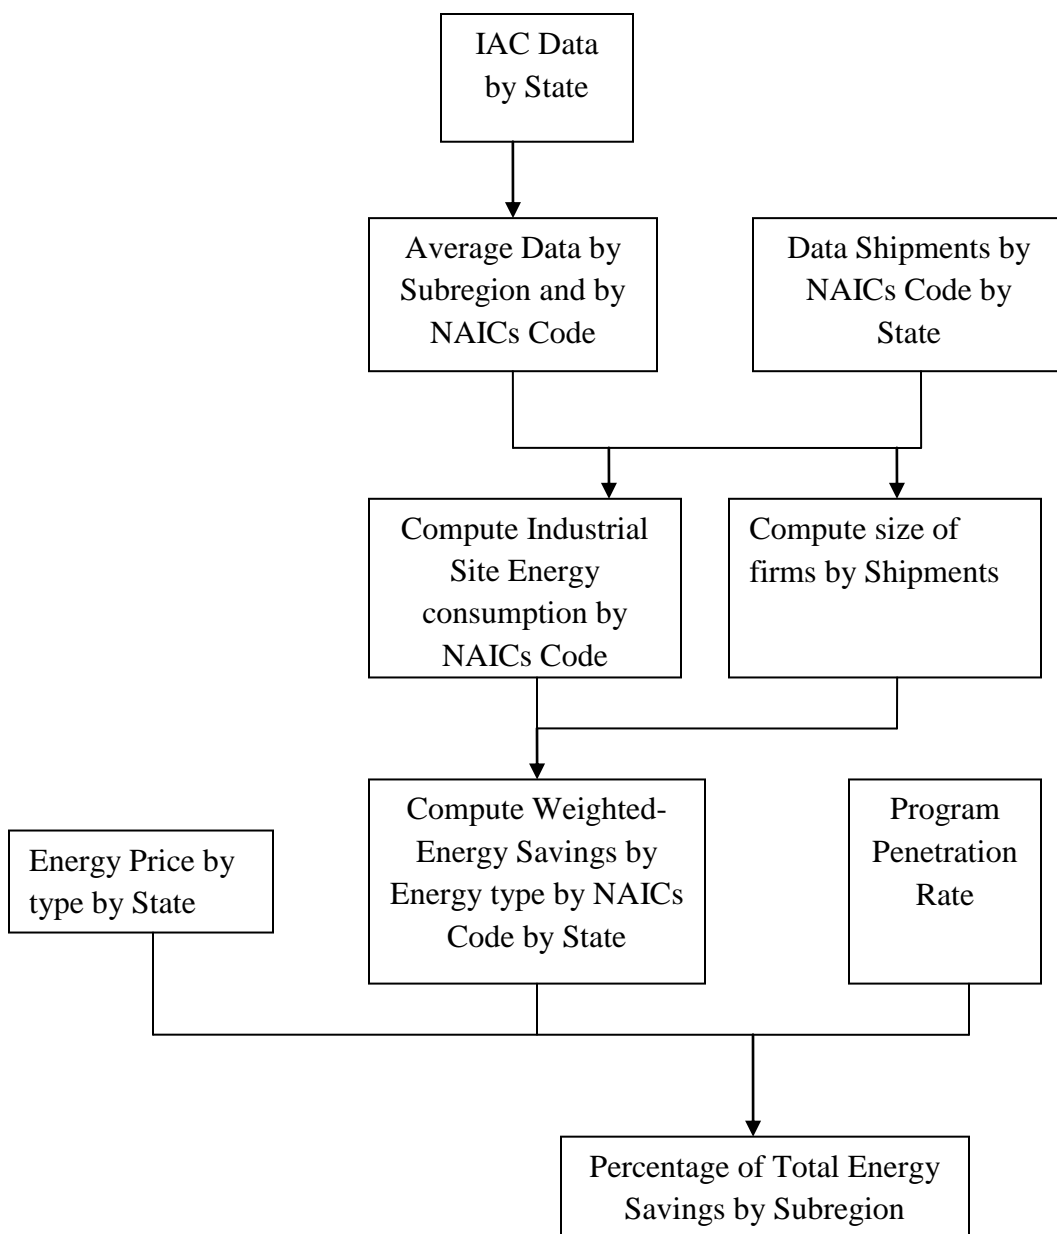 IAC Data
by State
Average Data by
Subregion and by
NAICs Code
Data Shipments by
NAICs Code by
State
Compute Industrial
Site Energy
consumption by
NAICs Code
Compute size of
firms by Shipments
Energy Price by
type by State
Compute Weighted-
Energy Savings by
Energy type by NAICs
Code by State
Program
Penetration
Rate
Percentage of Total Energy
Savings by Subregion